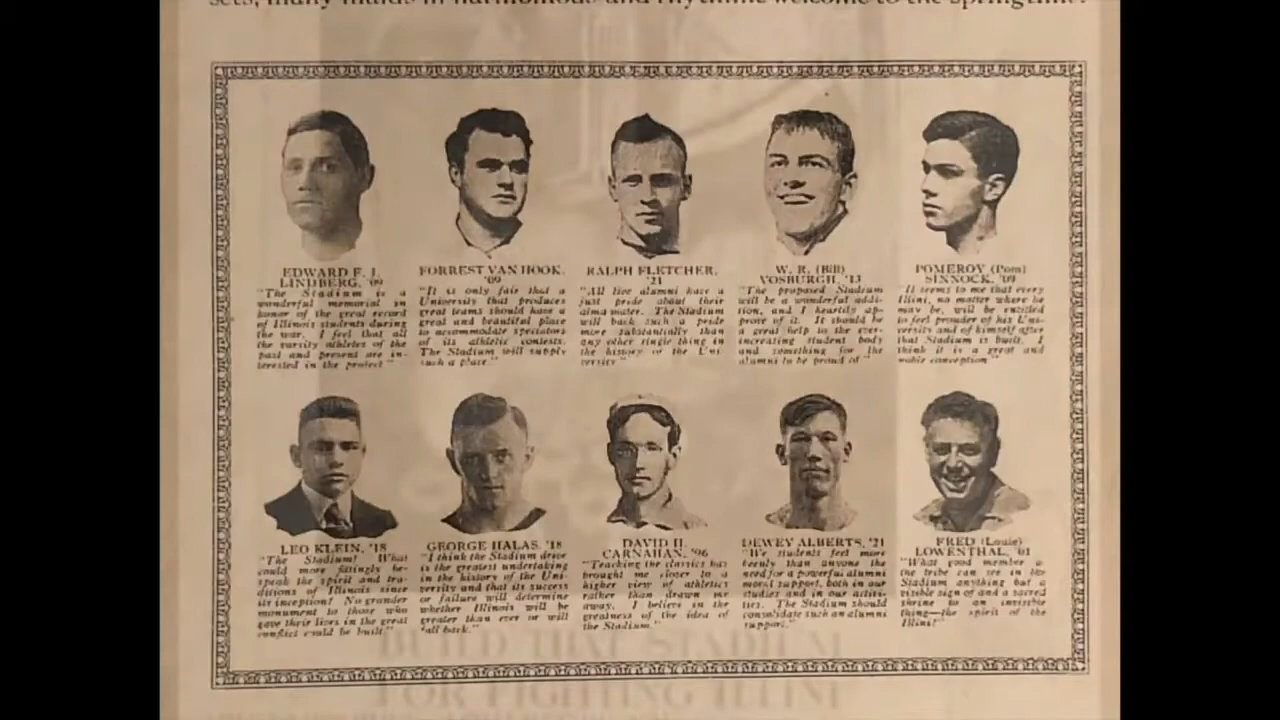 sets, many maids in harmonious and rhythmic welcome to the springtime.
EDWARD F. J.
LINDBERG, '09
"The Stadium is a
wonderful memorial in
honor of the great record
of Illinois students during
the war. I feel that all
the varsity athletes of the
past and present are in-
terested in the project"
FORREST VAN HOOK,
'09
"It is only fair that a
University that produces
great teams should have a
great and beautiful place
to accommodate spectators
of its athletic contests.
The Stadium will supply
such a place."
RALPH FLETCHER,
'21
"All live alumni have a
just pride about their
alma mater. The Stadium
will back such a pride
more substantially than
any other single thing in
the history of the Uni-
versity"
W. R. (Bill)
VOSBURGH, '13
"The proposed Stadium
will be a wonderful addi-
tion, and I heartily ap-
prove of it. It should be
a great help to the ever-
increasing student body
and something for the
alumni to be proud of"
POMEROY (Pom)
SINNOCK, '09
"It seems to me that every
Illini, no matter where he
may be, will be entitled
to feel prouder of his Uni-
versity and of himself after
that Stadium is built. I
think it is a great and
noble conception"
LEO KLEIN, '18
"The Stadium! What
could more fittingly be-
speak the spirit and tra-
ditions of Illinois since
its inception? No grander
monument to those who
gave their lives in the great
conflict could be built."
GEORGE HALAS, '18
"I think the Stadium drive
is the greatest undertaking
in the history of the Uni-
versity and that its success
or failure will determine
whether Illinois will be
greater than ever or will
'fall back."
DAVID H.
CARNAHAN, '96
"Teaching the classics has
brought me closer to a
higher view of athletics
rather than drawn me
away. I believe in the
greatness of the idea of
the Stadium."
DEWEY ALBERTS, '21
"We students feel more
keenly than anyone the
need for a powerful alumni
moral support, both in our
studies and in our activi-
ties. The Stadium should
consolidate such an alumni
support."
FRED (Louie)
LOWENTHAL, '01
"What good member o
the tribe can see in the
Stadium anything but a
visible sign of and a sacred
shrine to an invisible
thing—the spirit of the
Illini!"
BUILD THAT STADIUM
FOR FIGHTING ILLINI